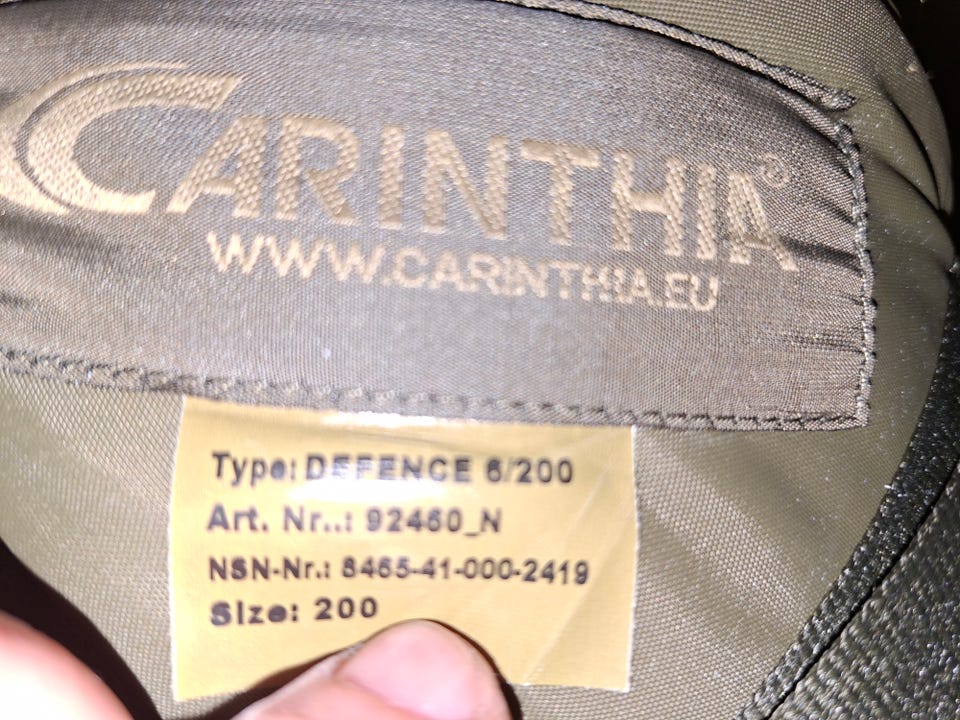 CARINTHIA®
WWW.CARINTHIA.EU
Type: DEFENCE 6/200
Art. Nr..: 92460_N
NSN-Nr.: 8465-41-000-2419
Size: 200